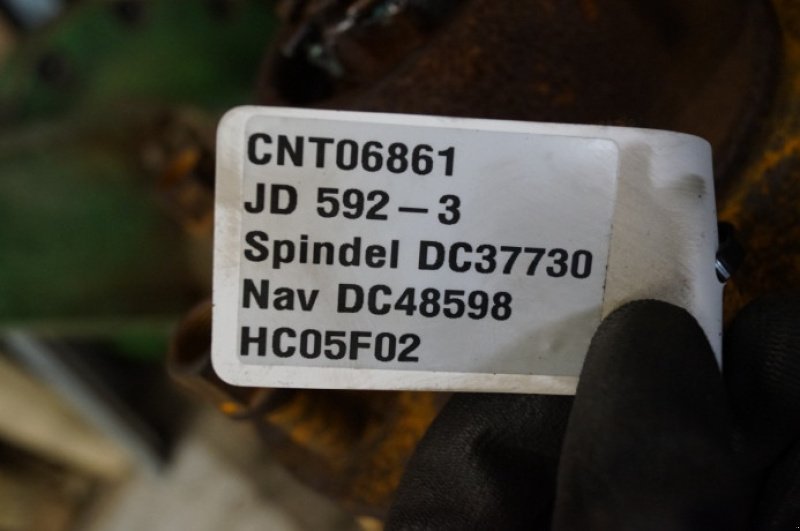 CNT06861
JD 592-3
Spindel DC37730
Nav DC48598
HC05F02